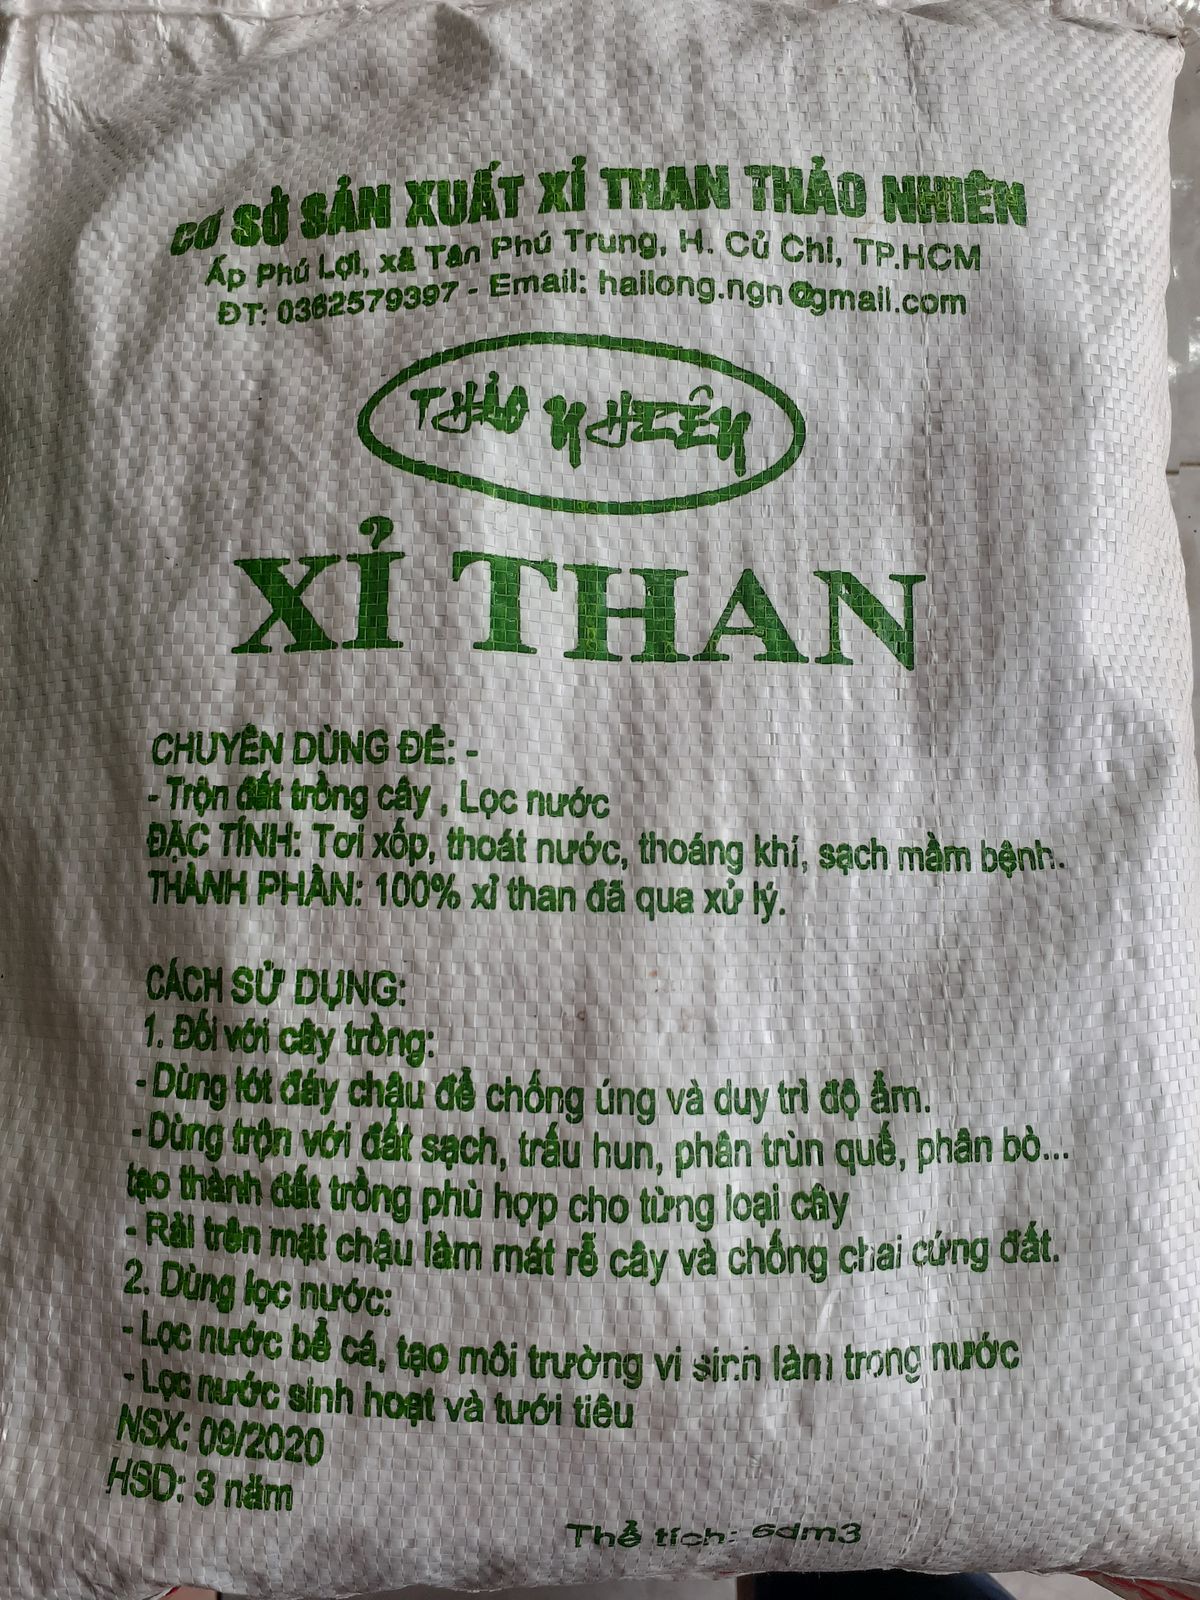 CƠ SỞ SẢN XUẤT XỈ THAN THẢO NHIÊN
Ấp Phú Lợi, xã Tân Phú Trung, H. Củ Chi, TP.HCM
ĐT: 0362579397 - Email: hailong.ngn@gmail.com
THẢO NHIÊN
XỈ THAN
CHUYÊN DÙNG ĐỂ: -
- Trộn đất trồng cây , Lọc nước
ĐẶC TÍNH: Tơi xốp, thoát nước, thoáng khí, sạch mầm bệnh.
THÀNH PHẦN: 100% xỉ than đã qua xử lý.
CÁCH SỬ DỤNG:
1. Đối với cây trồng:
- Dùng lót đáy chậu để chống úng và duy trì độ ẩm.
- Dùng trộn với đất sạch, trấu hun, phân trùn quế, phân bò...
tạo thành đất trồng phù hợp cho từng loại cây
- Rải trên mặt chậu làm mát rễ cây và chống chai cứng đất.
2. Dùng lọc nước:
- Lọc nước bể cá, tạo môi trường vi sinh làm trong nước
- Lọc nước sinh hoạt và tưới tiêu
NSX: 09/2020
HSD: 3 năm
Thể tích: 6dm3